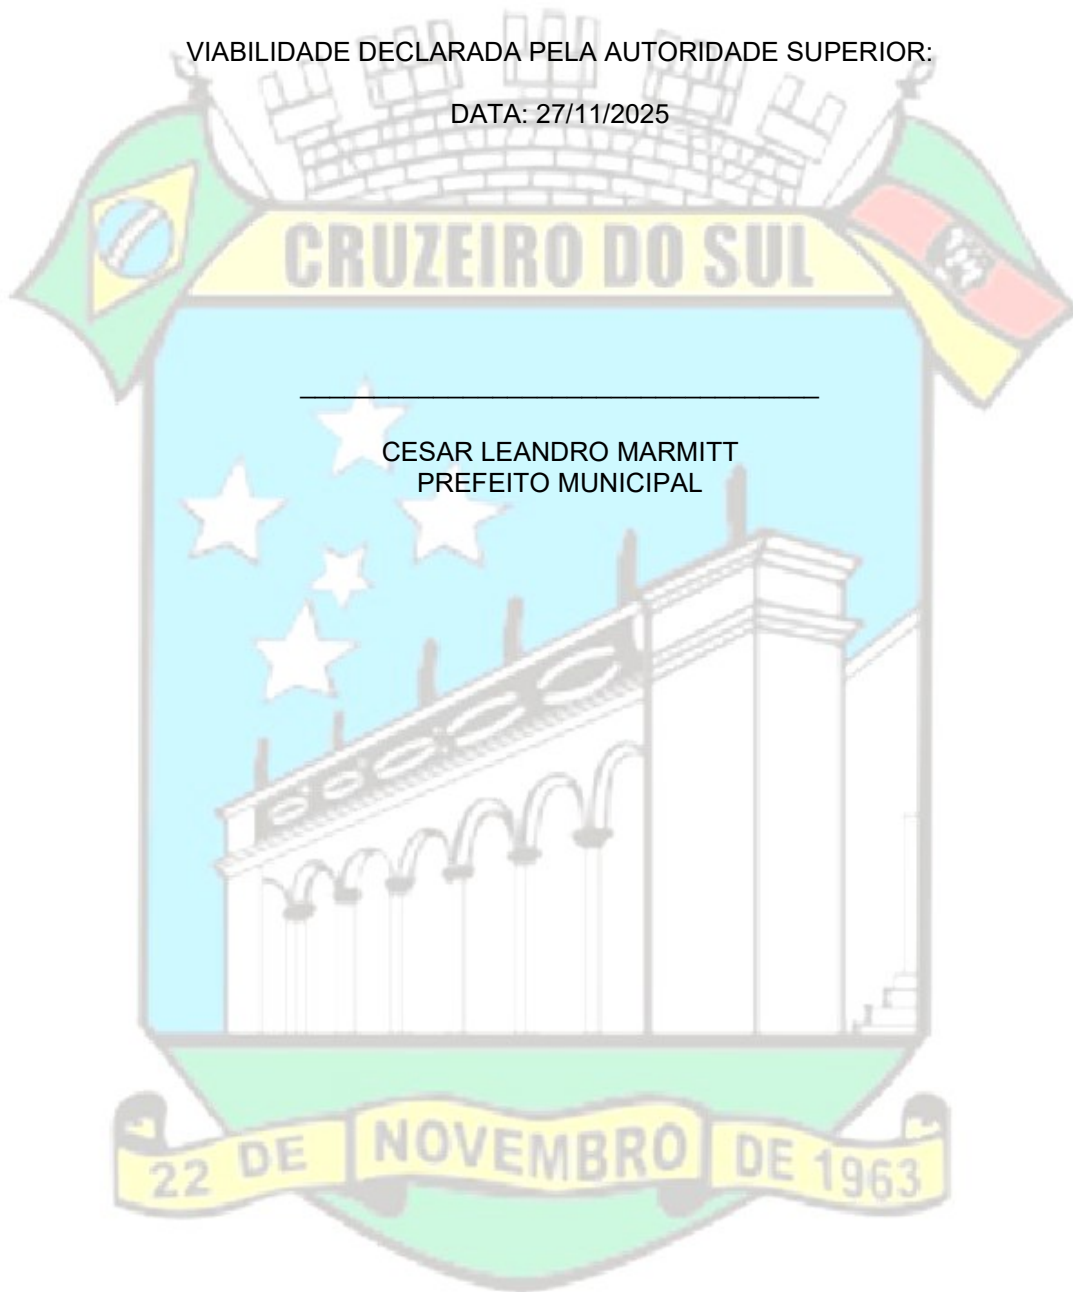 VIABILIDADE DECLARADA PELA AUTORIDADE SUPERIOR:
DATA: 27/11/2025
CRUZEIRO DO SUL
CESAR LEANDRO MARMITT
PREFEITO MUNICIPAL
22 DE NOVEMBRO DE 1963